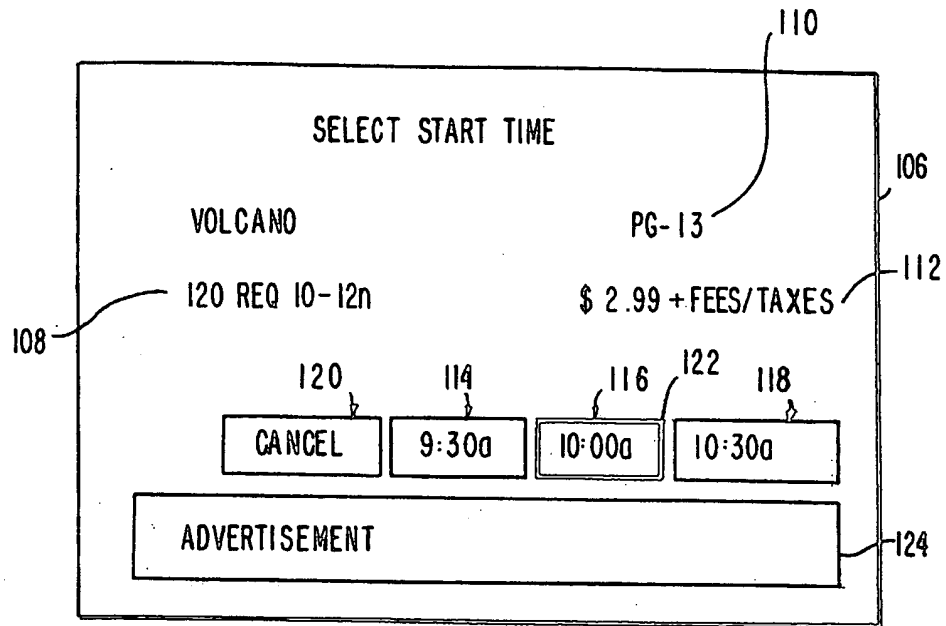 110
SELECT START TIME
106
VOLCANO PG-13
112
120 REQ 10-12n $ 2.99 + FEES/TAXES
108
120 114 116 122 118
CANCEL 9:30a 10:00a 10:30a
ADVERTISEMENT
124